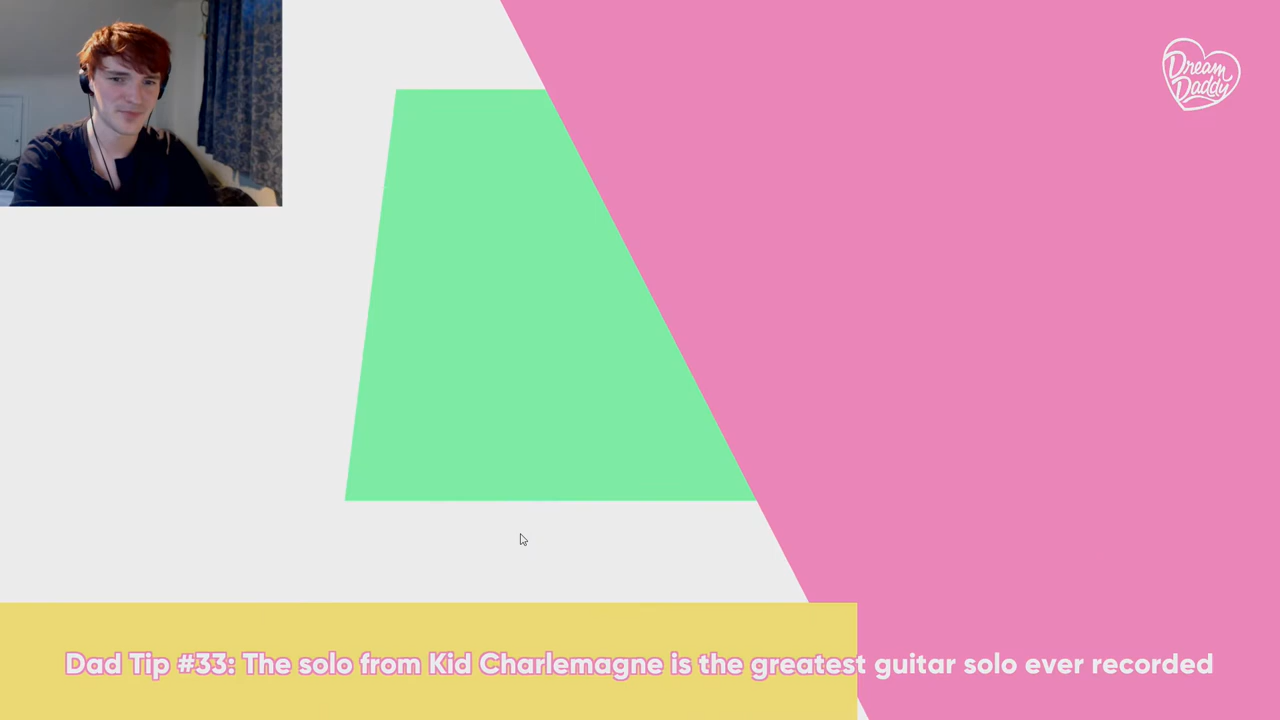 Dream
Daddy
Dad Tip #33: The solo from Kid Charlemagne is the greatest guitar solo ever recorded